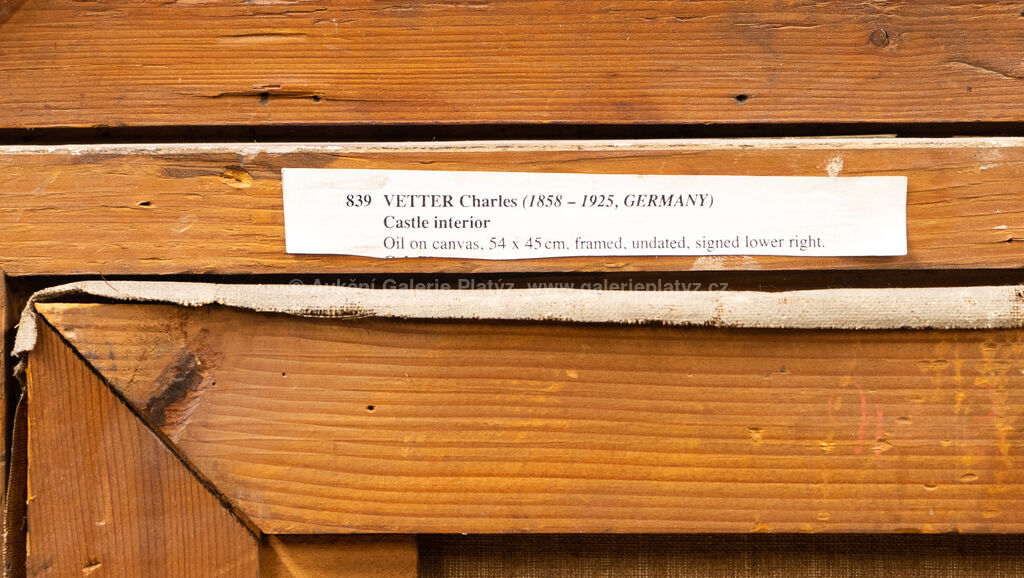 839 VETTER Charles (1858 – 1925, GERMANY)
Castle interior
Oil on canvas, 54 x 45 cm, framed, undated, signed lower right.
© Aukční Galerie Platýz, www.galerieplatyz.cz